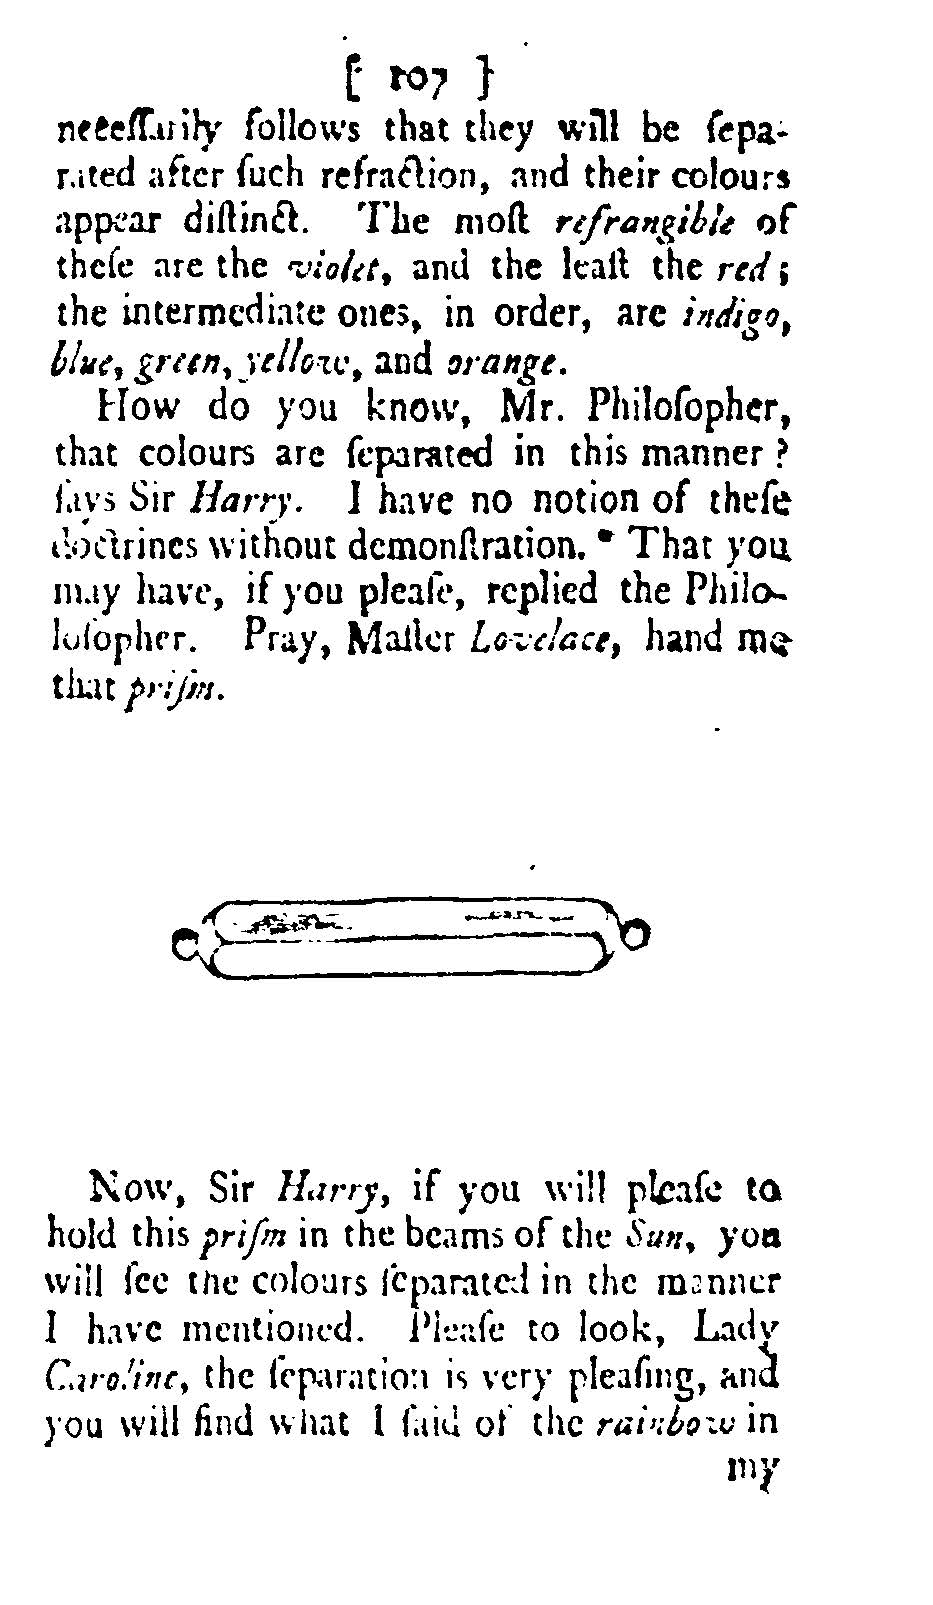 [ 107 ]
neceſſarily follows that they will be ſepa-
rated after ſuch refraction, and their colours
appear diſtinct. The moſt refrangible of
theſe are the violet, and the leaſt the red;
the intermediate ones, in order, are indigo,
blue, green, yellow, and orange.
How do you know, Mr. Philoſopher,
that colours are ſeparated in this manner?
ſays Sir Harry. I have no notion of theſe
doctrines without demonſtration. That you
may have, if you pleaſe, replied the Philo-
loſopher. Pray, Maſter Lovelace, hand me
that priſm.
Now, Sir Harry, if you will pleaſe to
hold this priſm in the beams of the Sun, you
will ſee the colours ſeparated in the manner
I have mentioned. Pleaſe to look, Lady
Caroline, the ſeparation is very pleaſing, and
you will find what I ſaid of the rainbow in
my